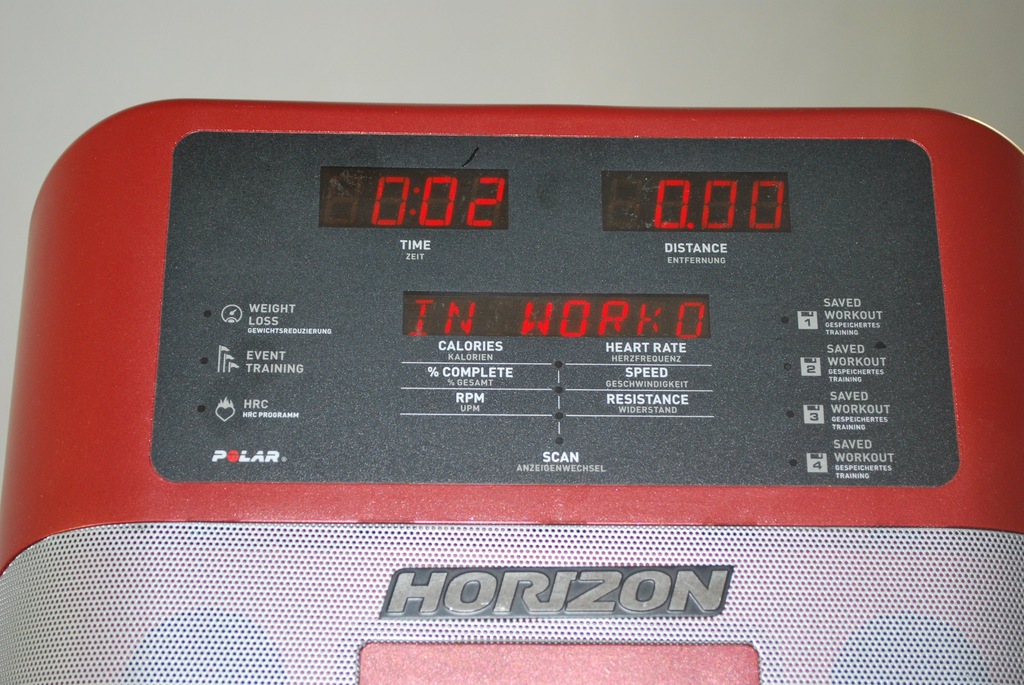 0:02
0.00
TIME
ZEIT
DISTANCE
ENTFERNUNG
IN WORKO
WEIGHT
LOSS
GEWICHTSREDUZIERUNG
EVENT
TRAINING
HRC
HRC PROGRAMM
POLAR®
CALORIES
KALORIEN
HEART RATE
HERZFREQUENZ
% COMPLETE
% GESAMT
SPEED
GESCHWINDIGKEIT
RPM
UPM
RESISTANCE
WIDERSTAND
SCAN
ANZEIGENWECHSEL
1
SAVED
WORKOUT
GESPEICHERTES
TRAINING
2
SAVED
WORKOUT
GESPEICHERTES
TRAINING
3
SAVED
WORKOUT
GESPEICHERTES
TRAINING
4
SAVED
WORKOUT
GESPEICHERTES
TRAINING
HORIZON